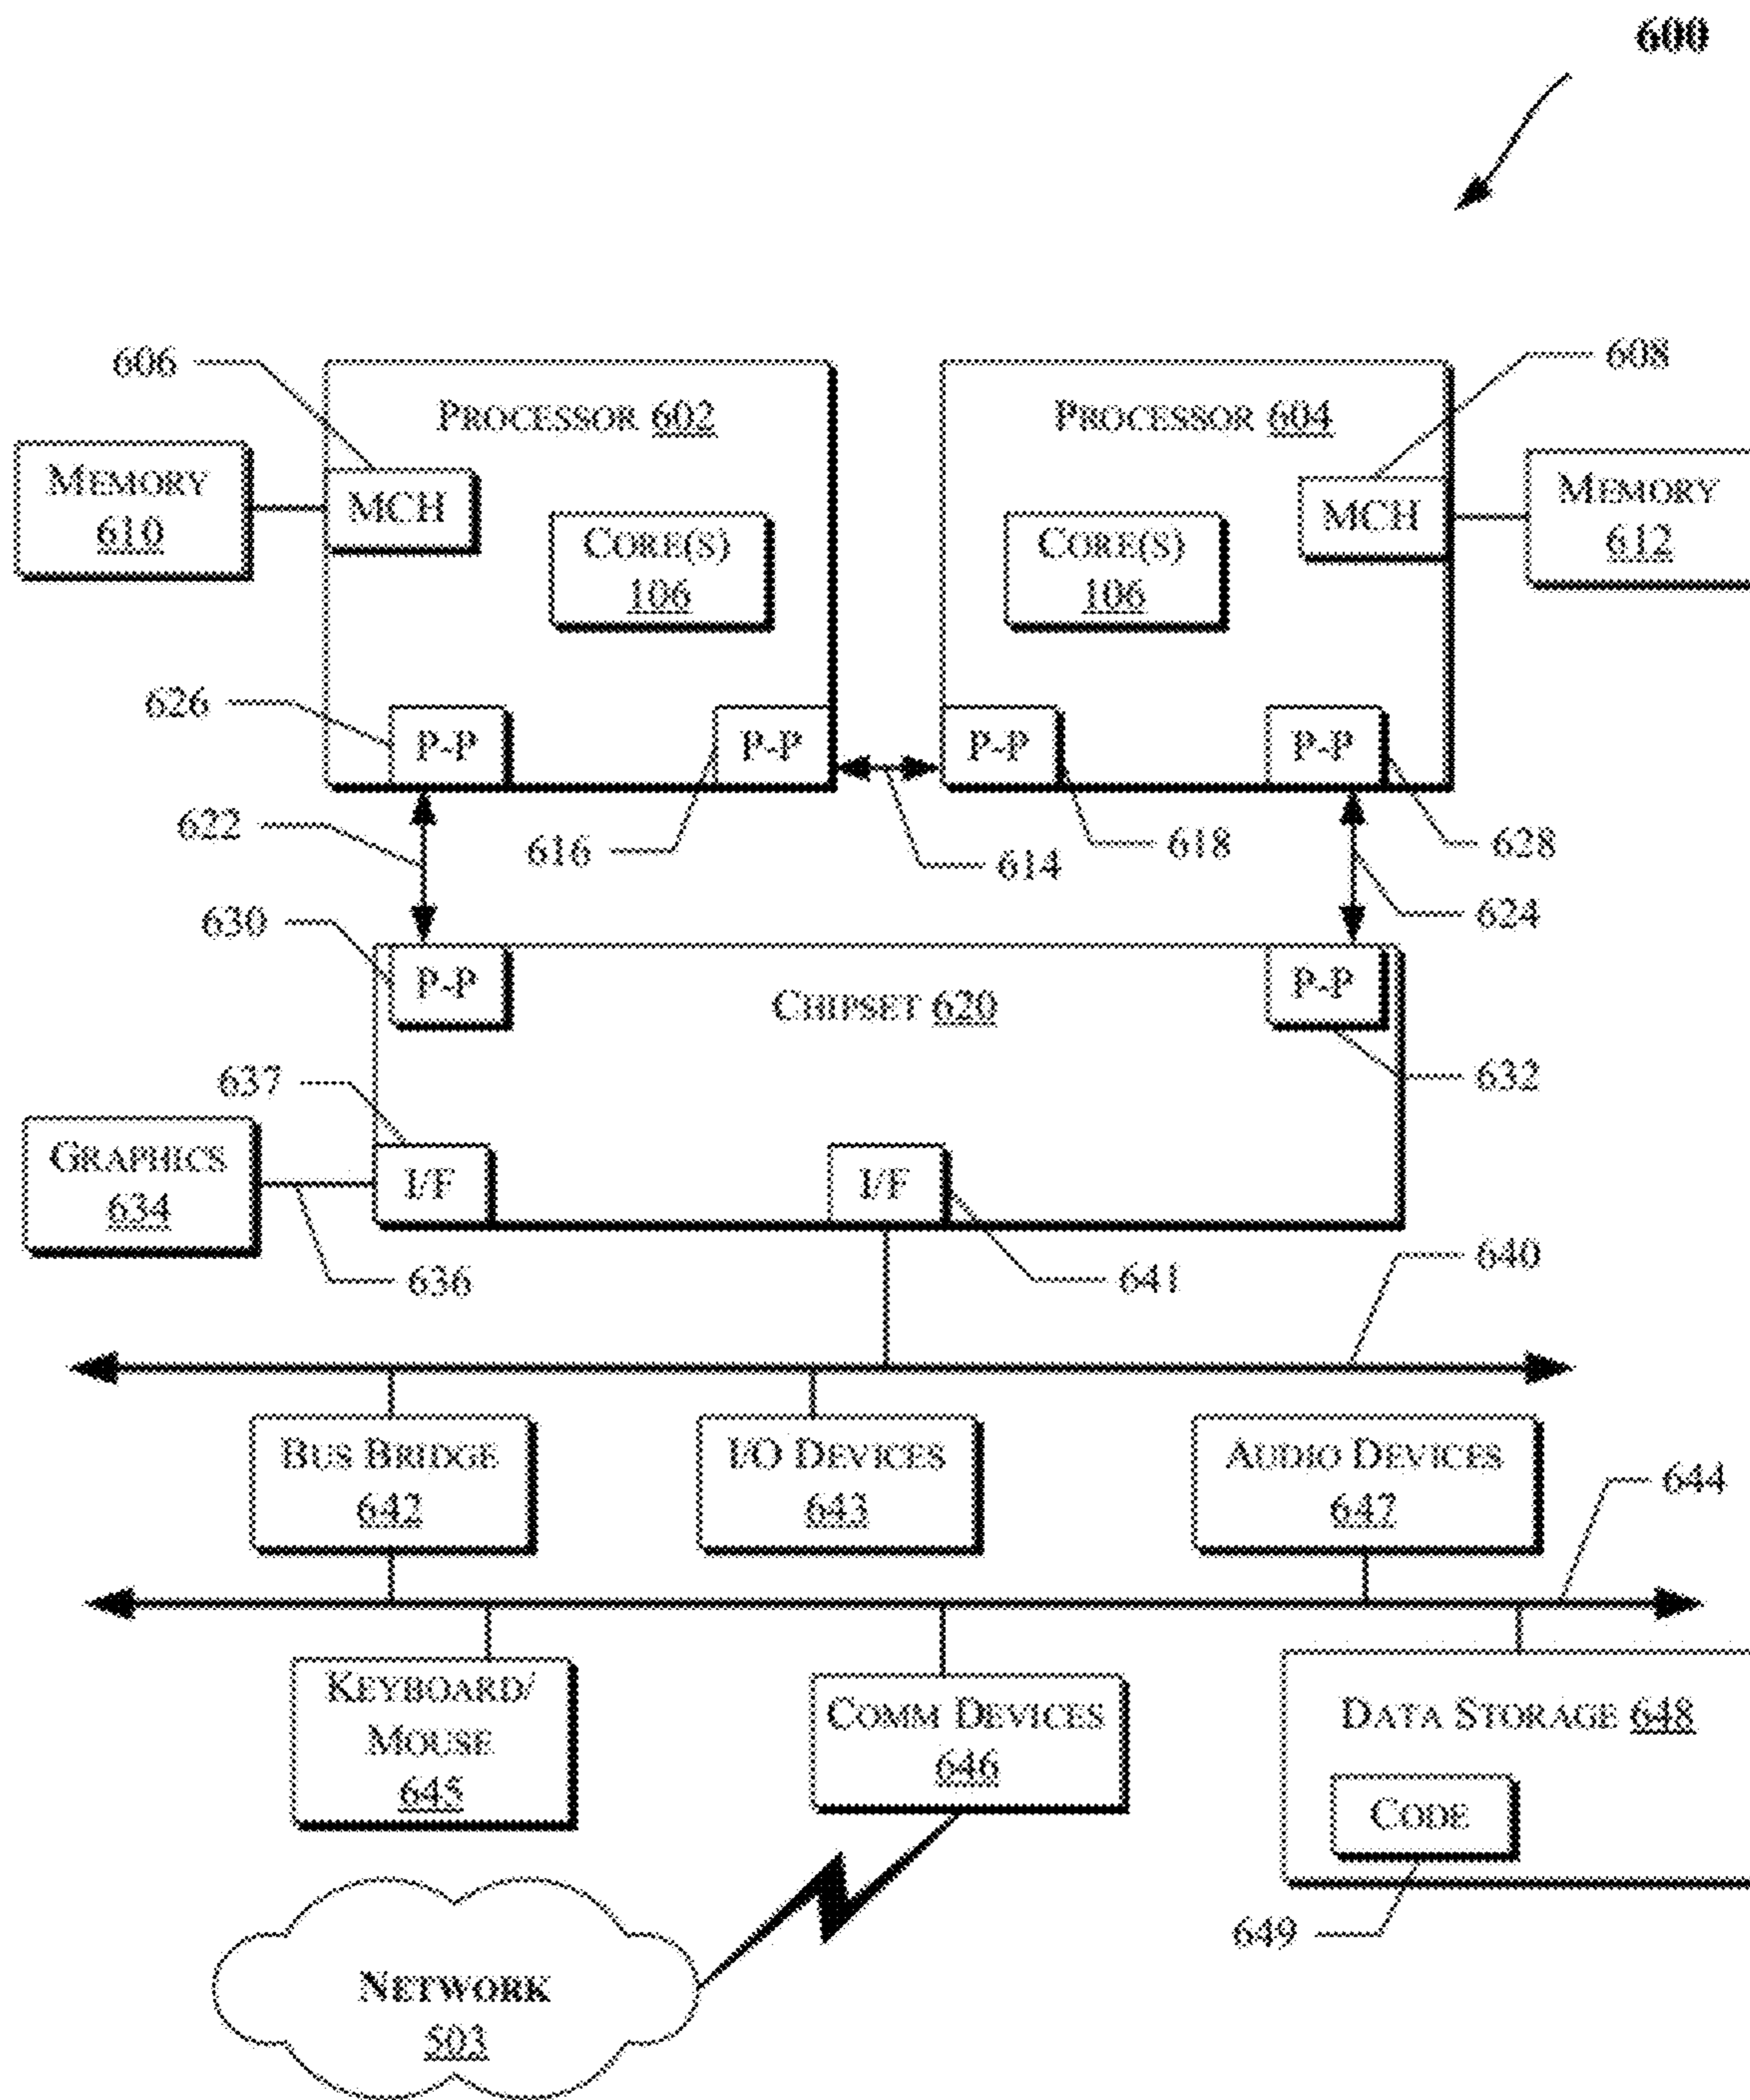 600
606
608
PROCESSOR 602
PROCESSOR 604
MEMORY
610
MCH
CORE(S)
106
CORE(S)
106
MCH
MEMORY
612
626
P-P
P-P
P-P
P-P
622
616
614
618
628
624
630
P-P
CHIPSET 620
P-P
632
637
GRAPHICS
634
I/F
I/F
636
641
640
BUS BRIDGE
642
I/O DEVICES
643
AUDIO DEVICES
647
644
KEYBOARD/
MOUSE
645
COMM DEVICES
646
DATA STORAGE 648
CODE
649
NETWORK
503